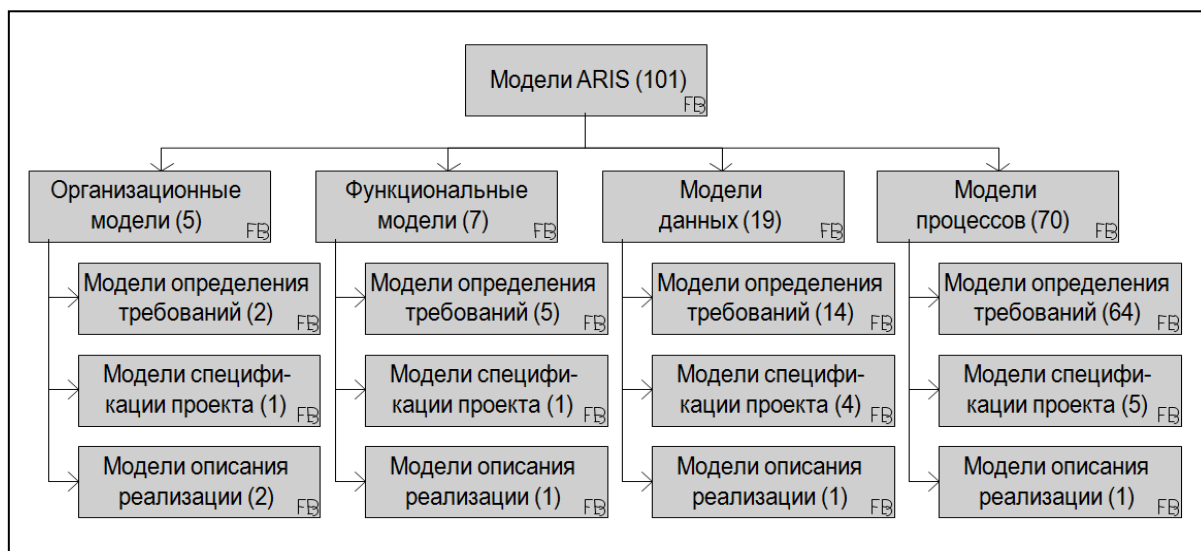 Модели ARIS (101)
FB
Организационные
модели (5)
FB
Функциональные
модели (7)
FB
Модели
данных (19)
FB
Модели
процессов (70)
FB
Модели определения
требований (2)
FB
Модели определения
требований (5)
FB
Модели определения
требований (14)
FB
Модели определения
требований (64)
FB
Модели специфи-
кации проекта (1)
FB
Модели специфи-
кации проекта (1)
FB
Модели специфи-
кации проекта (4)
FB
Модели специфи-
кации проекта (5)
FB
Модели описания
реализации (2)
FB
Модели описания
реализации (1)
FB
Модели описания
реализации (1)
FB
Модели описания
реализации (1)
FB